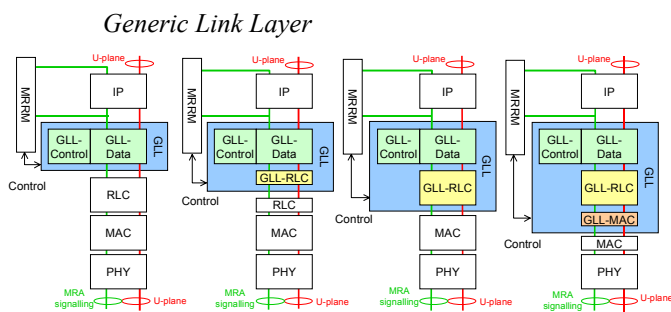 Generic Link Layer
U-plane
MRRM
IP
GLL-
Control
GLL-
Data
GLL
Control
RLC
MAC
PHY
MRA
signalling
U-plane
U-plane
MRRM
IP
GLL-
Control
GLL-
Data
GLL
GLL-RLC
Control
RLC
MAC
PHY
MRA
signalling
U-plane
U-plane
MRRM
IP
GLL-
Control
GLL-
Data
GLL
GLL-RLC
Control
MAC
PHY
MRA
signalling
U-plane
U-plane
MRRM
IP
GLL-
Control
GLL-
Data
GLL
GLL-RLC
GLL-MAC
Control
MAC
PHY
MRA
signalling
U-plane